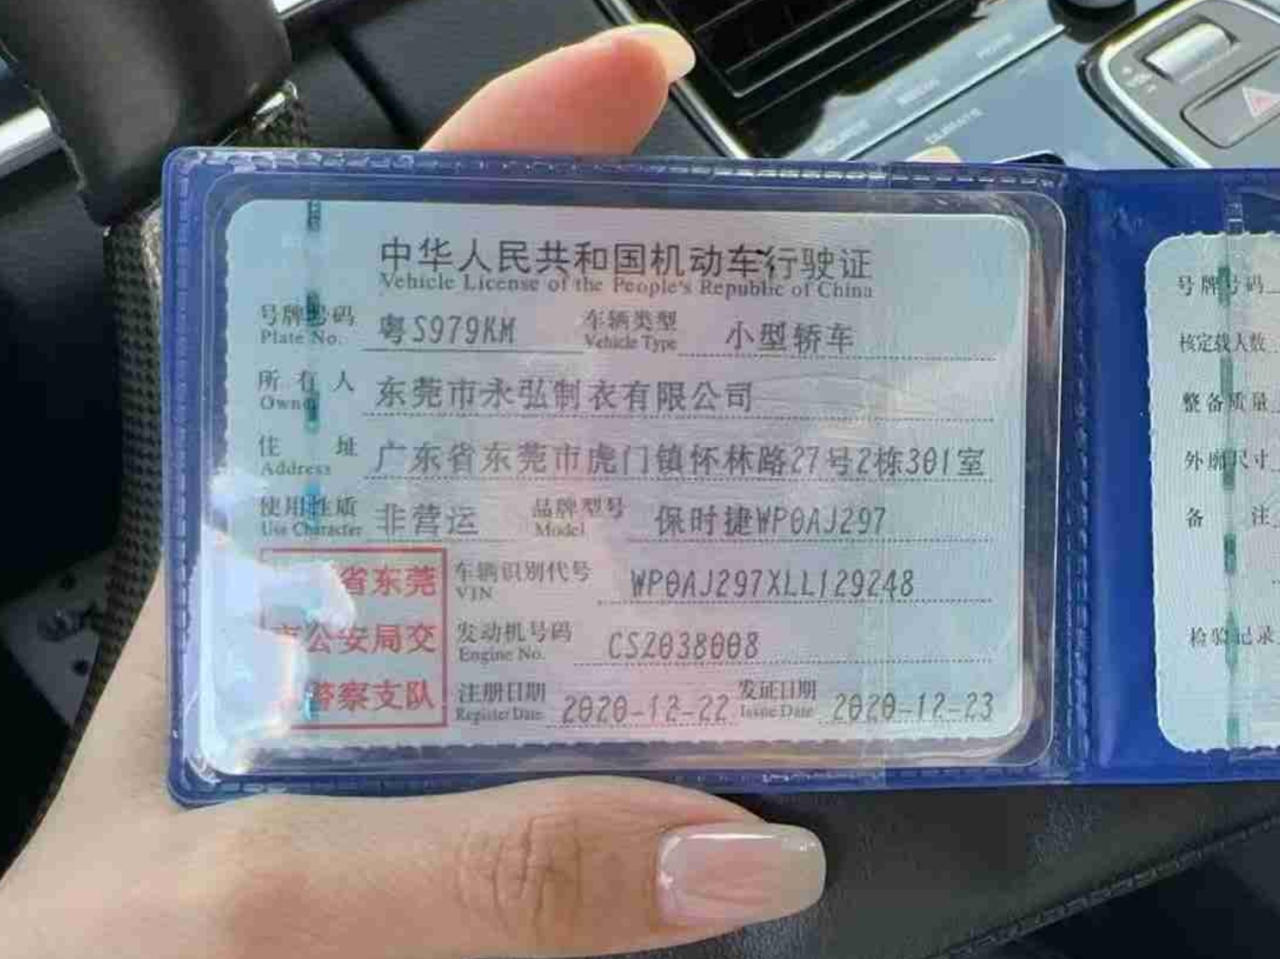 中华人民共和国机动车行驶证
Vehicle License of the People's Republic of China
号牌号码 Plate No. 粤S979KM 车辆类型 Vehicle Type 小型轿车
所有人 Owner 东莞市永弘制衣有限公司
住址 Address 广东省东莞市虎门镇怀林路27号2栋301室
使用性质 Use Character 非营运 品牌型号 Model 保时捷WP0AJ297
省东莞 车辆识别代号 VIN WP0AJ297XLL129248
公安局交 发动机号码 Engine No. CS2038008
警察支队 注册日期 Register Date 2020-12-22 发证日期 Issue Date 2020-12-23
号牌号码
核定载人数
整备质量
外廓尺寸
备注
检验记录
CLIMATE